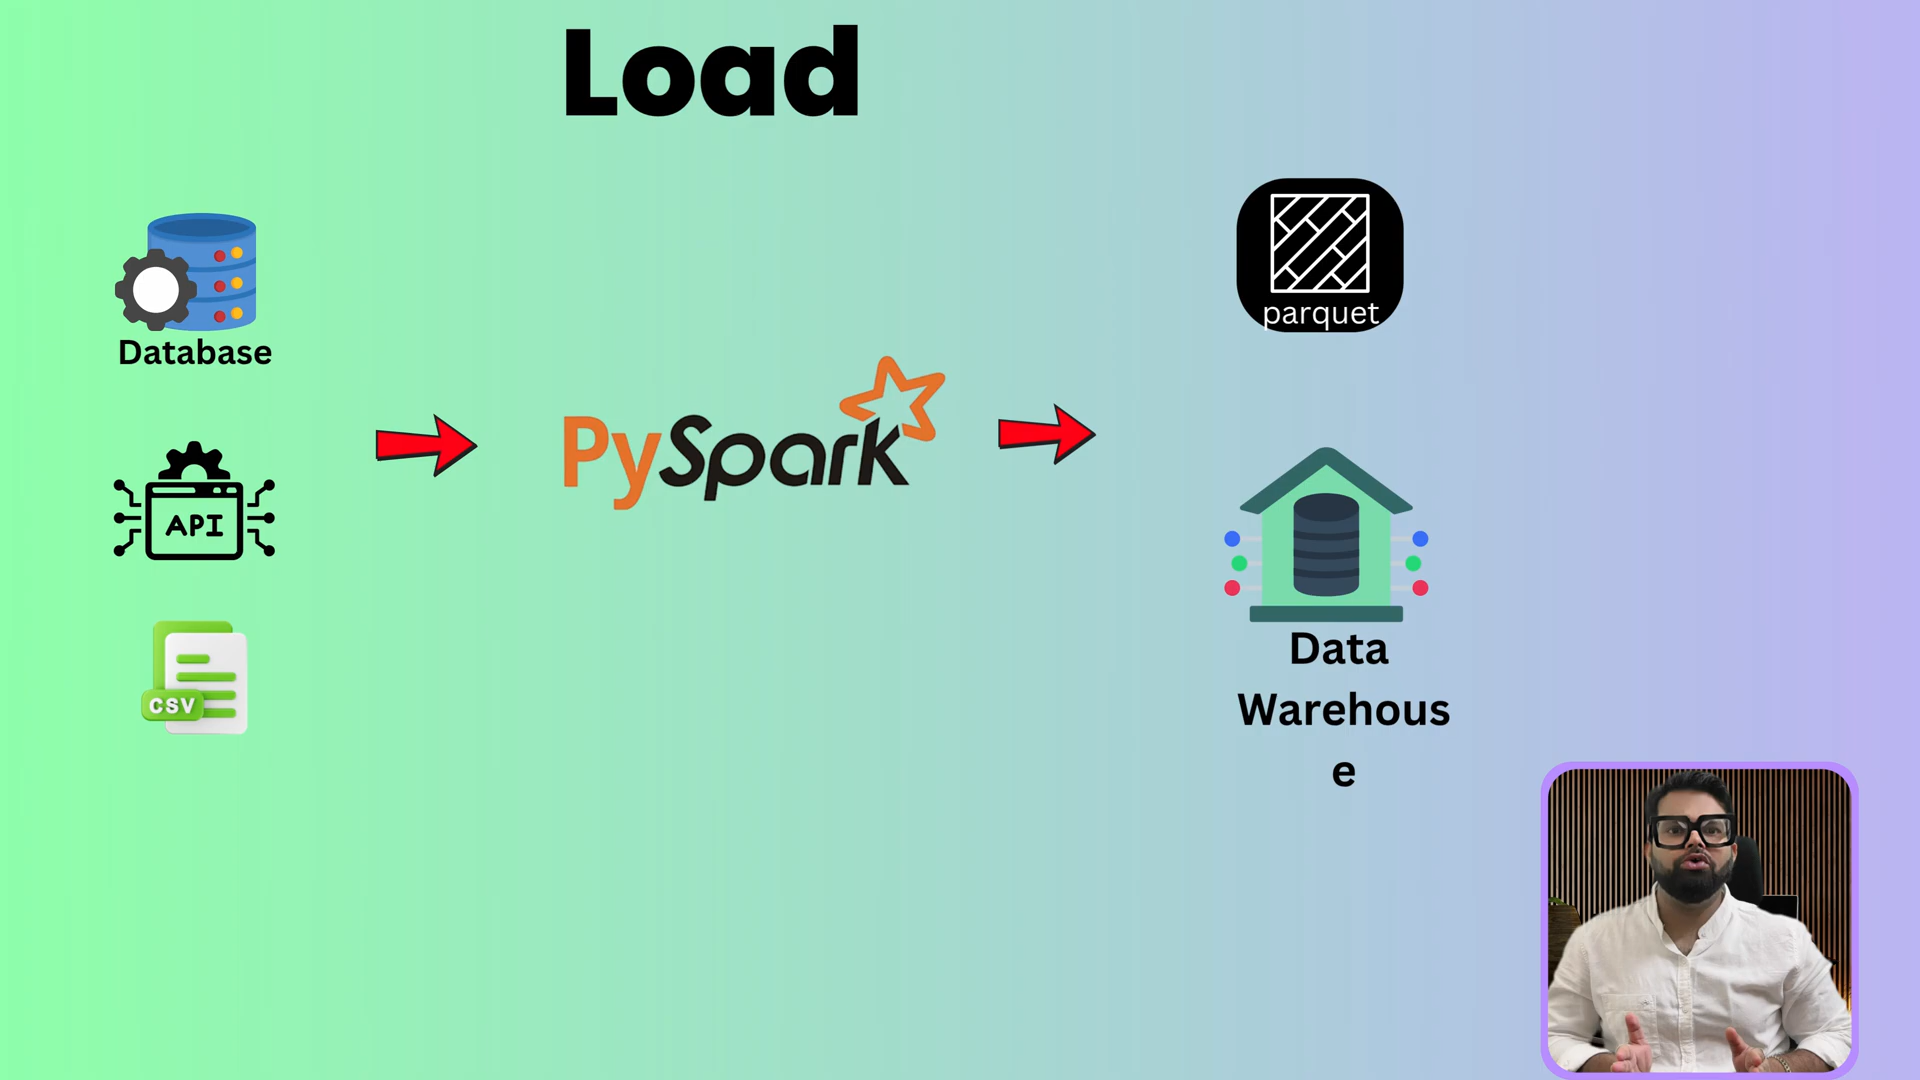 Load
Database
API
CSV
PySpark
parquet
Data
Warehous
e